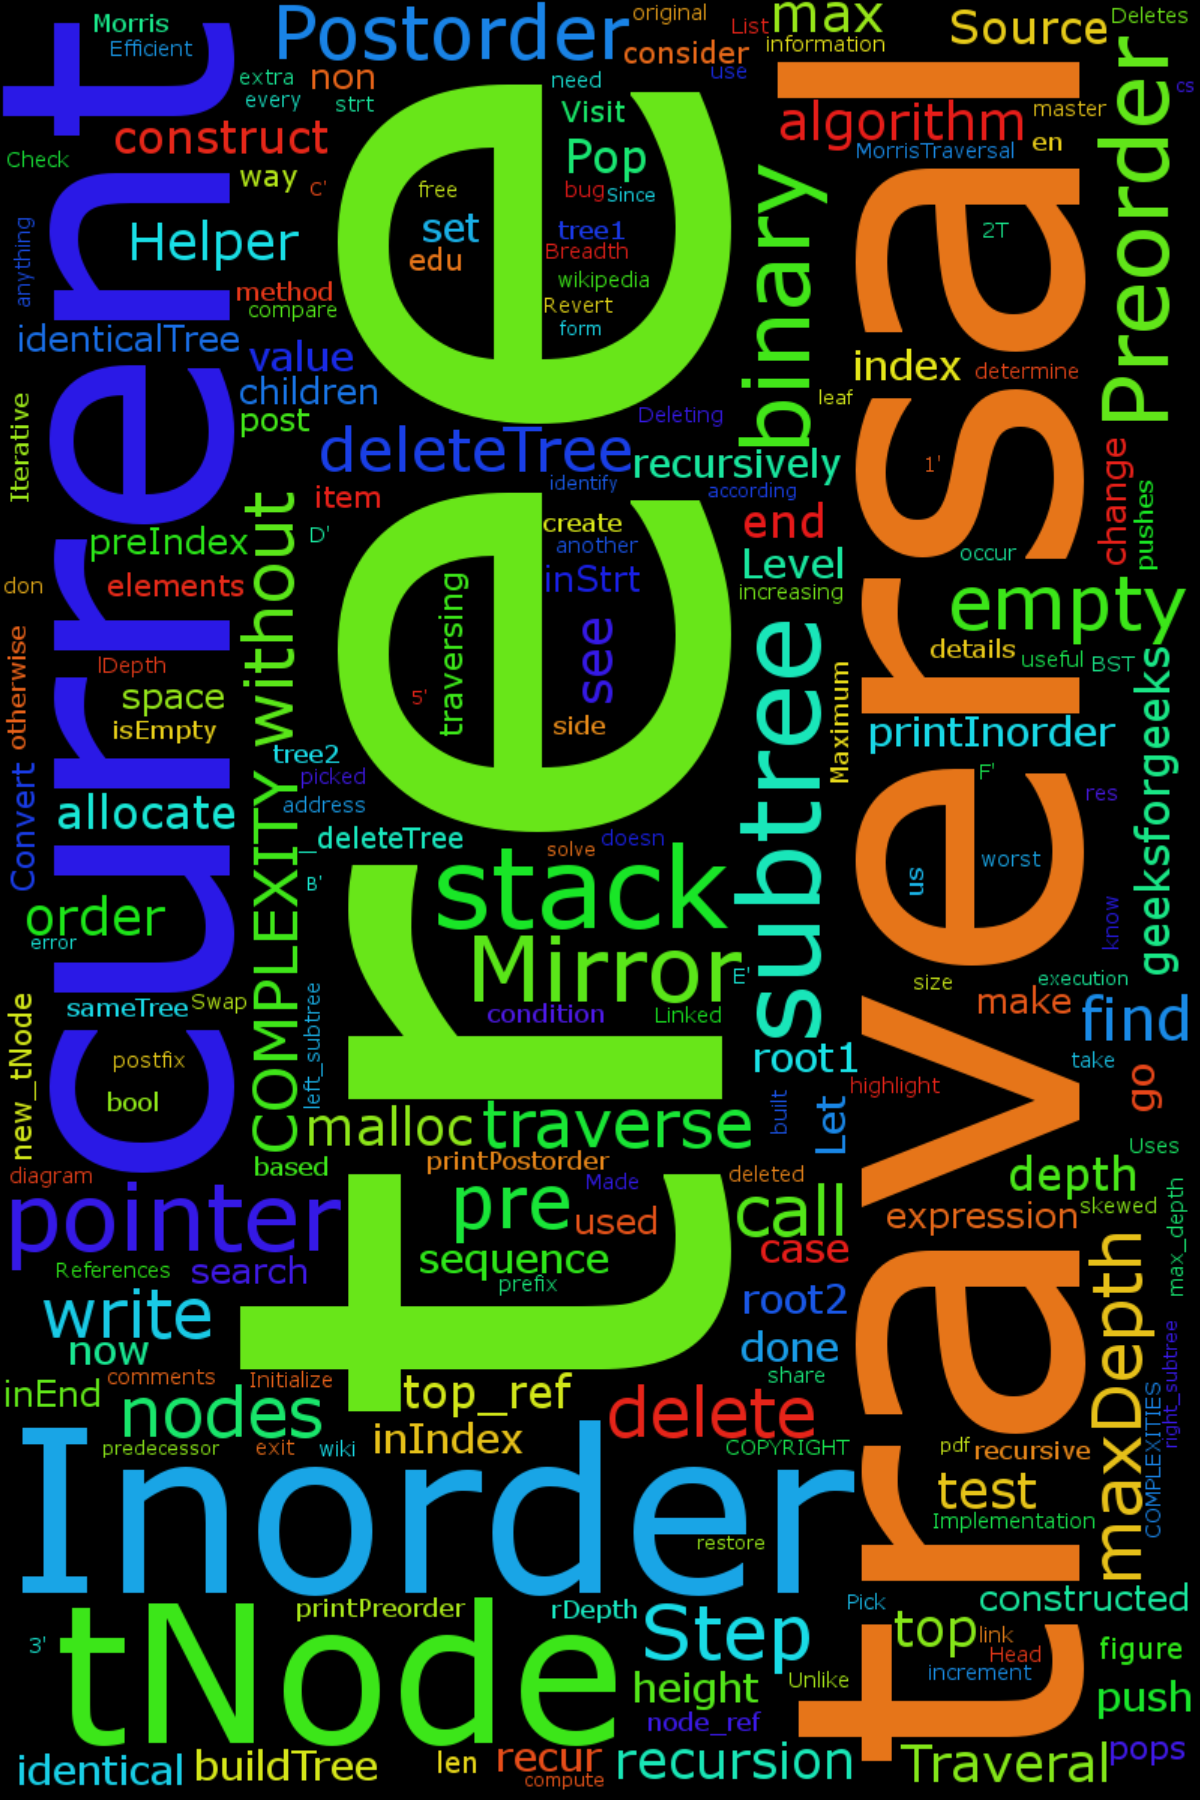 Morris
Efficient
Postorder
original
consider
List
max
information
Source
Deletes
current
extra
non
every
strt
need
use
Visit
algorithm
master
cs
construct
Check
way
C'
free
Pop
bug
Since
MorrisTraversal
en
Preorder
anything
Helper
set
edu
tree1
Breadth
wikipedia
Revert
form
binary
2T
method
compare
identicalTree
value
children
post
index
determine
leaf
Iterative
Deleting
deleteTree
recursively
identify
according
1'
change
pushes
item
D'
create
another
inStrt
end
Level
increasing
occur
preIndex
elements
don
without
traversing
see
empty
details
useful
BST
otherwise
lDepth
space
isEmpty
5'
side
subtree
Maximum
printInorder
geeksforgeeks
Convert
tree2
picked
address
allocate
_deleteTree
doesn
solve
F'
res
worst
us
COMPLEXITY
B'
stack
order
error
Mirror
E'
know
size
execution
new_tNode
sameTree
Swap
left_subtree
condition
Linked
make
find
root1
take
postfix
bool
highlight
built
Let
go
malloc
traverse
based
printPostorder
Uses
diagram
Made
deleted
depth
skewed
max_depth
pointer
pre
used
call
expression
References
search
sequence
case
prefix
write
now
root2
done
share
maxDepth
right_subtree
COMPLEXITIES
tree
traversal
comments
Initialize
inEnd
nodes
top_ref
delete
predecessor
exit
wiki
inIndex
COPYRIGHT
pdf
recursive
test
Implementation
Inorder
restore
printPreorder
rDepth
Pick
constructed
3'
tNode
Step
top
link
Head
increment
figure
height
Unlike
node_ref
push
identical
buildTree
len
recur
compute
recursion
Traveral
pops